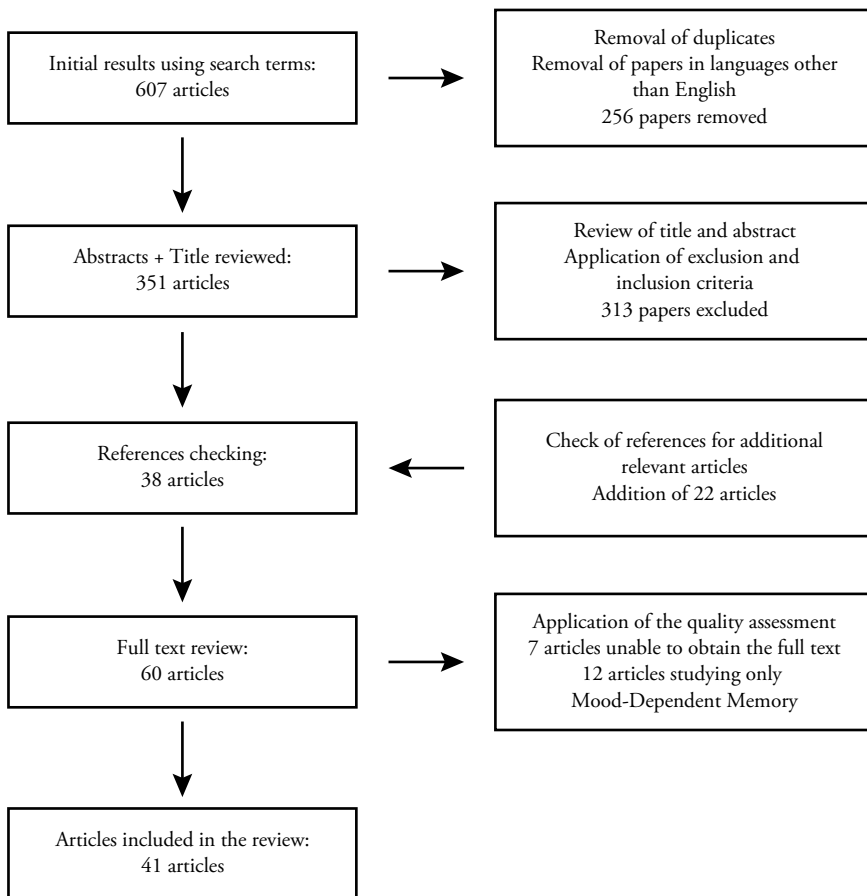 Initial results using search terms:
607 articles
Removal of duplicates
Removal of papers in languages other
than English
256 papers removed
Abstracts + Title reviewed:
351 articles
Review of title and abstract
Application of exclusion and
inclusion criteria
313 papers excluded
References checking:
38 articles
Check of references for additional
relevant articles
Addition of 22 articles
Full text review:
60 articles
Application of the quality assessment
7 articles unable to obtain the full text
12 articles studying only
Mood-Dependent Memory
Articles included in the review:
41 articles